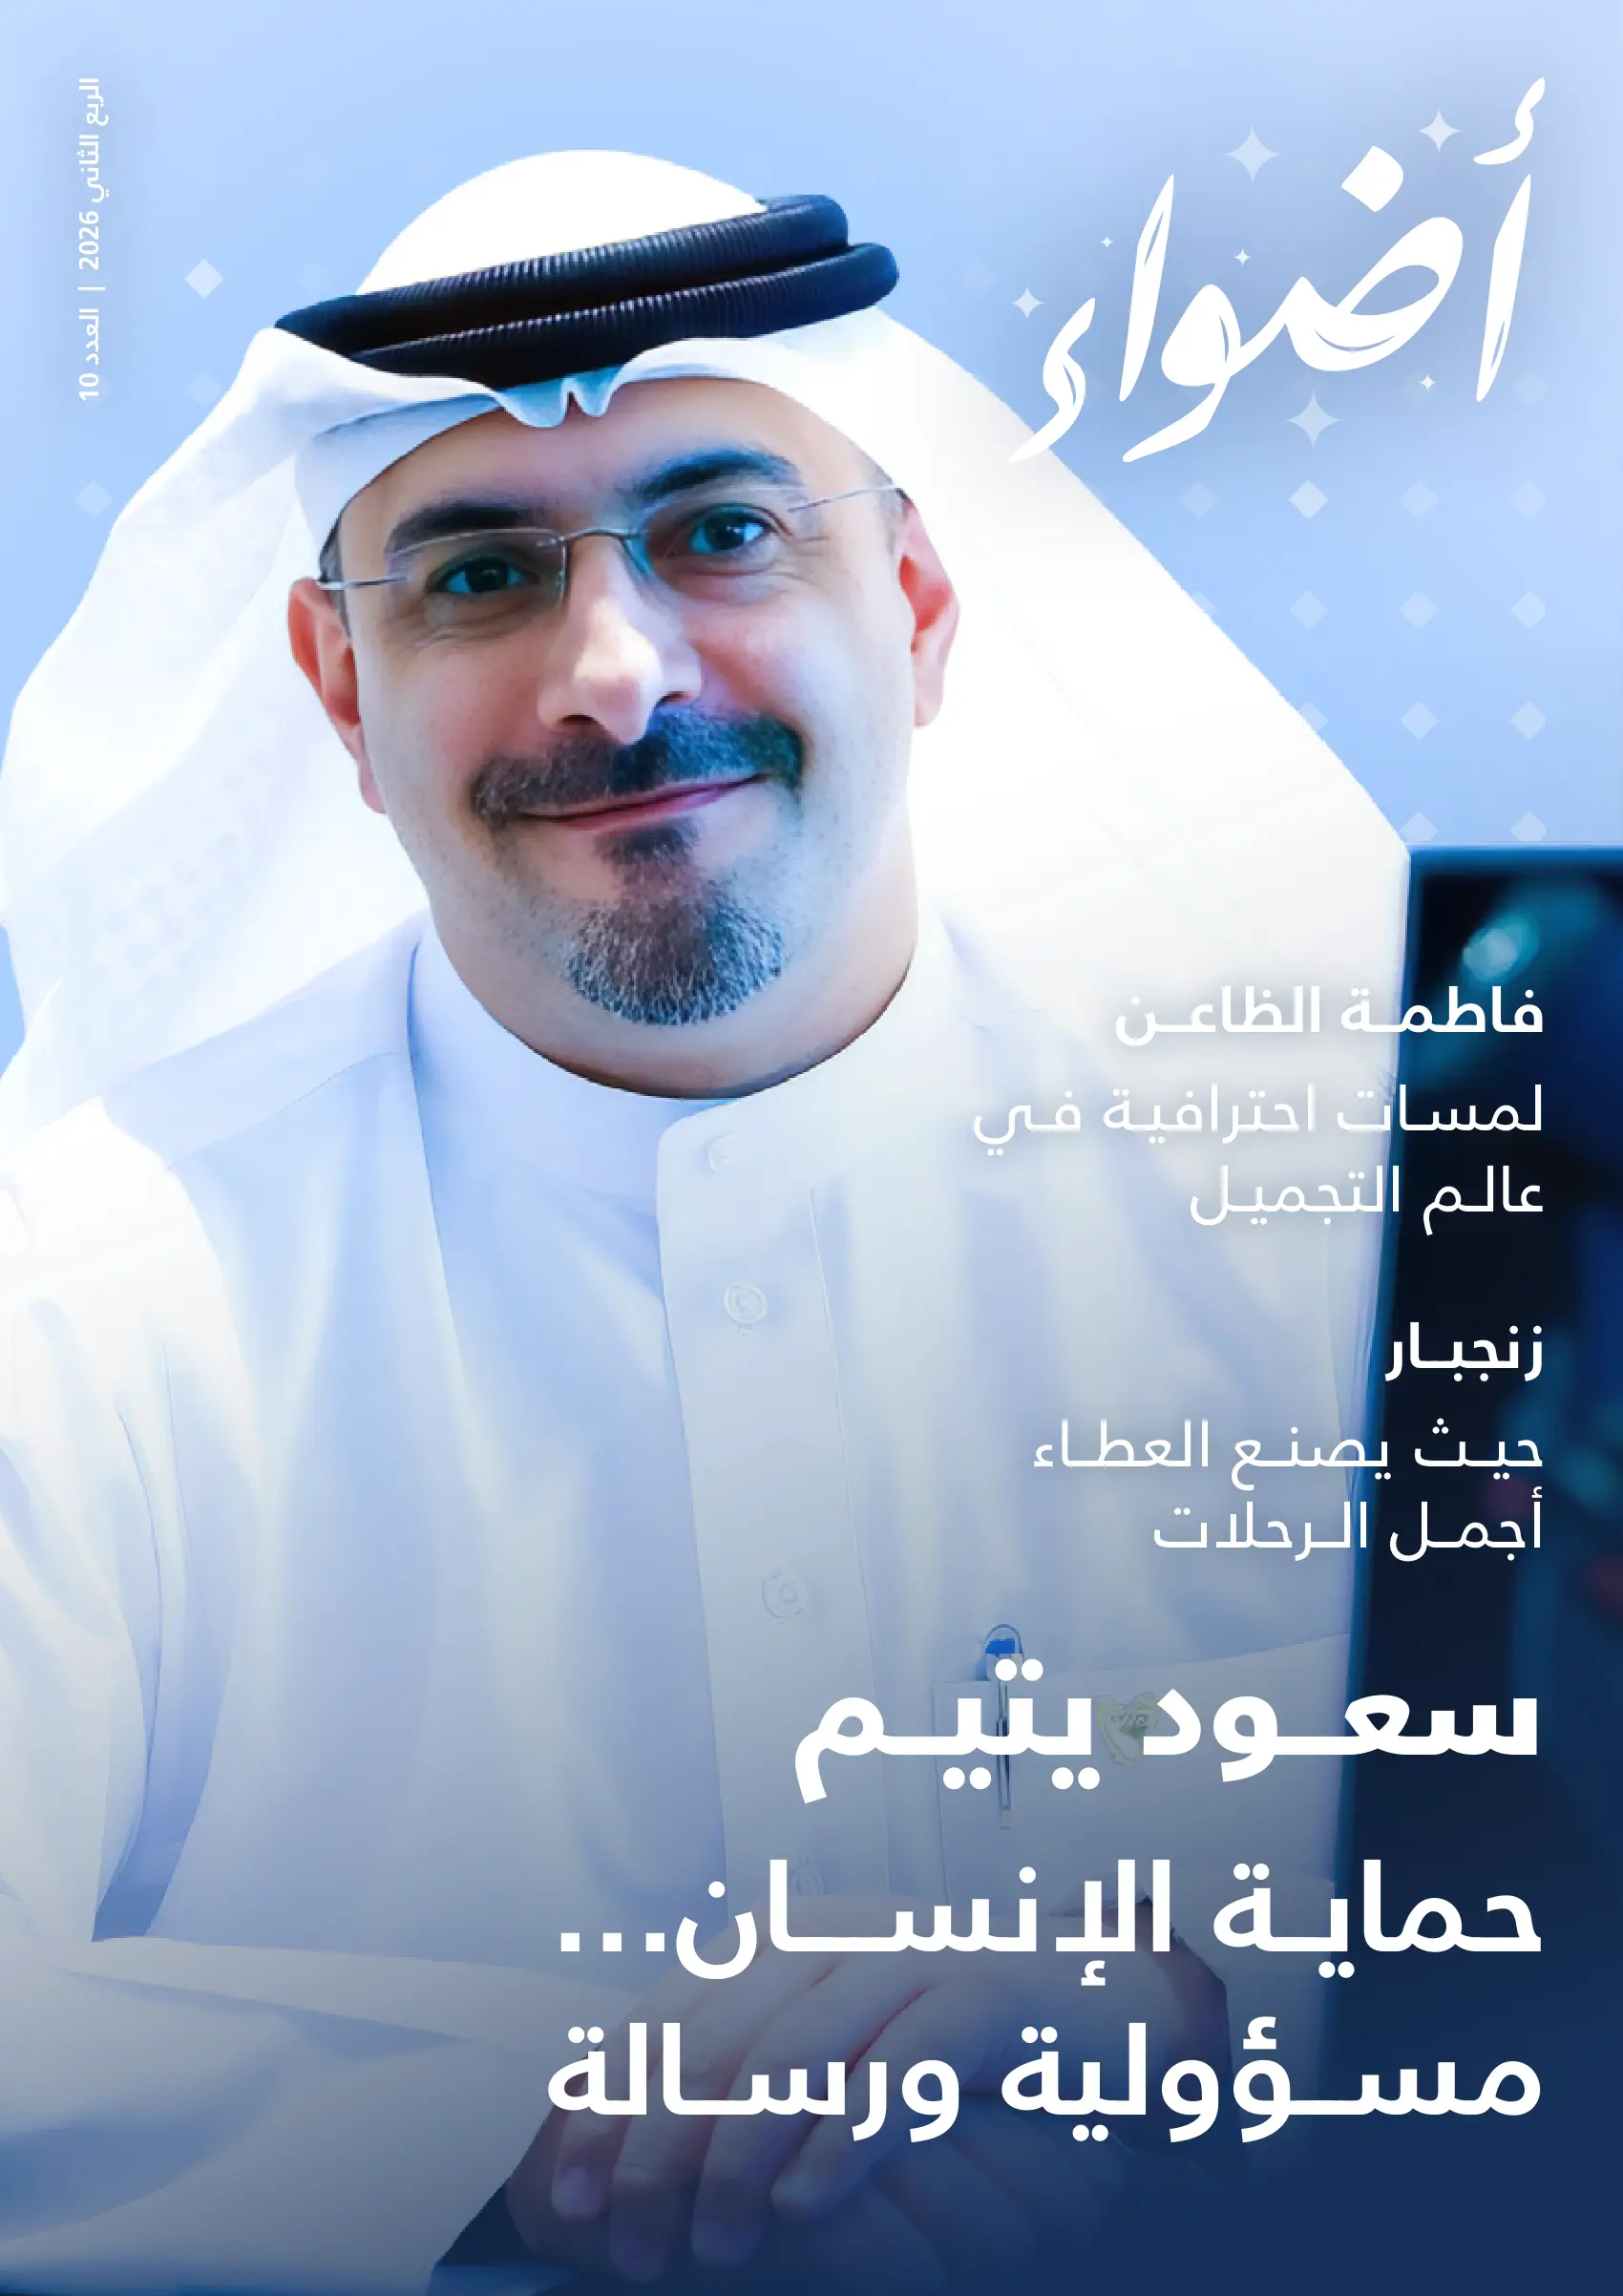 أضواء
الربع الثاني 2026 | العدد 10
فاطمة الظاعن
لمسات احترافية في
عالم التجميل
زنجبار
حيث يصنع العطاء
أجمل الرحلات
سعود يتيم
حماية الإنسان...
مسؤولية ورسالة